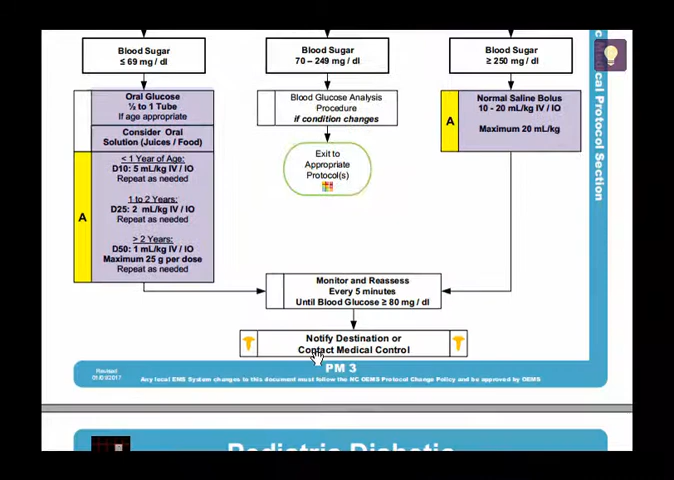 Blood Sugar
≤ 69 mg / dl
Blood Sugar
70 – 249 mg / dl
Blood Sugar
≥ 250 mg / dl
Oral Glucose
½ to 1 Tube
If age appropriate
Consider Oral
Solution (Juices / Food)
A
< 1 Year of Age:
D10: 5 mL/kg IV / IO
Repeat as needed
1 to 2 Years:
D25: 2 mL/kg IV / IO
Repeat as needed
> 2 Years:
D50: 1 mL/kg IV / IO
Maximum 25 g per dose
Repeat as needed
Blood Glucose Analysis
Procedure
if condition changes
Exit to
Appropriate
Protocol(s)
A
Normal Saline Bolus
10 - 20 mL/kg IV / IO
Maximum 20 mL/kg
Monitor and Reassess
Every 5 minutes
Until Blood Glucose ≥ 80 mg / dl
Notify Destination or
Contact Medical Control
Protocol Section
Revised
PM 3
Any local EMS System changes to this document must follow the NC OEMS Protocol Change Policy and be approved by OEMS
Pediatric Diabetic